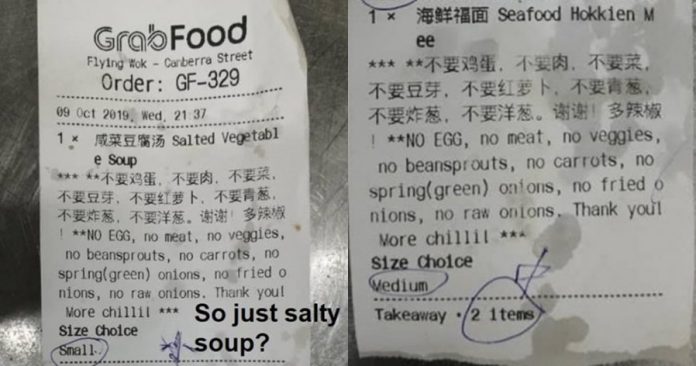 GrabFood
Flying Wok - Canberra Street
Order: GF-329
09 Oct 2019, Wed, 21:37
1 × 咸菜豆腐汤 Salted Vegetabl
e Soup
*** **不要鸡蛋, 不要肉, 不要菜,
不要豆芽, 不要红萝卜, 不要青葱,
不要炸葱, 不要洋葱。谢谢! 多辣椒
! **NO EGG, no meat, no veggies,
no beansprouts, no carrots, no
spring(green) onions, no fried o
nions, no raw onions. Thank you!
More chilli! ***
Size Choice
Small
So just salty
soup?
1 × 海鲜福面 Seafood Hokkien M
ee
*** **不要鸡蛋, 不要肉, 不要菜,
不要豆芽, 不要红萝卜, 不要青葱,
不要炸葱, 不要洋葱。谢谢! 多辣椒
! **NO EGG, no meat, no veggies,
no beansprouts, no carrots, no
spring(green) onions, no fried o
nions, no raw onions. Thank you!
More chilli! ***
Size Choice
Medium
Takeaway · 2 items